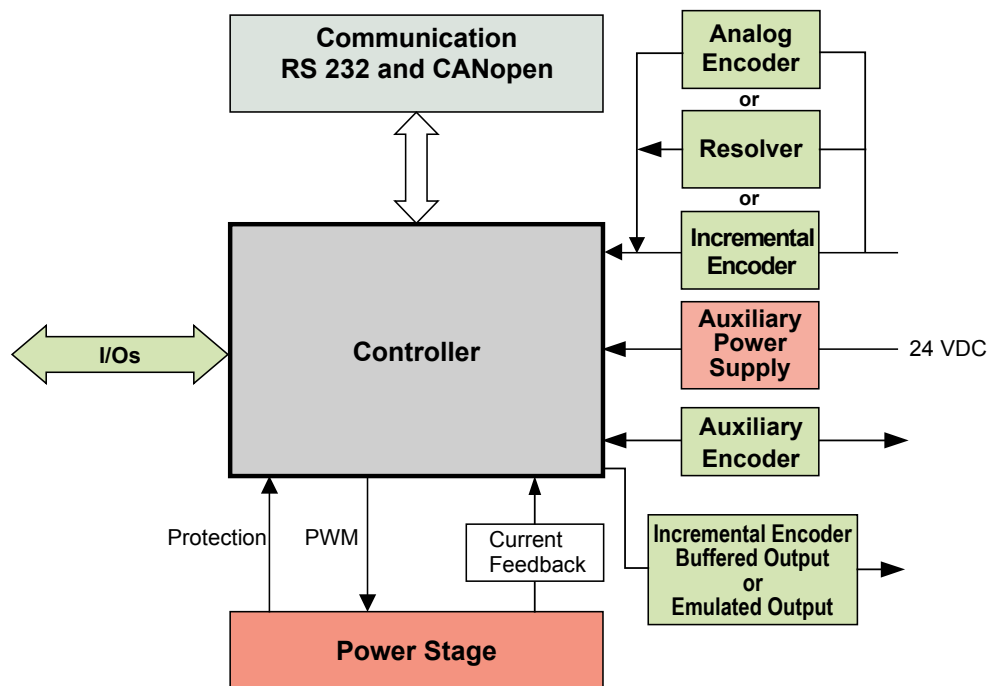 Communication
RS 232 and CANopen
Analog
Encoder
or
Resolver
or
Incremental
Encoder
I/Os
Controller
Auxiliary
Power
Supply
24 VDC
Auxiliary
Encoder
Protection
PWM
Current
Feedback
Incremental Encoder
Buffered Output
or
Emulated Output
Power Stage